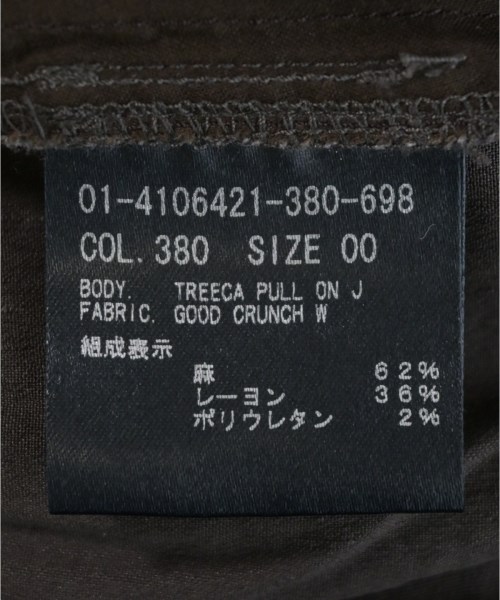 01-4106421-380-698
COL. 380 SIZE 00
BODY. TREECA PULL ON J
FABRIC. GOOD CRUNCH W
組成表示
麻 62%
レーヨン 36%
ポリウレタン 2%